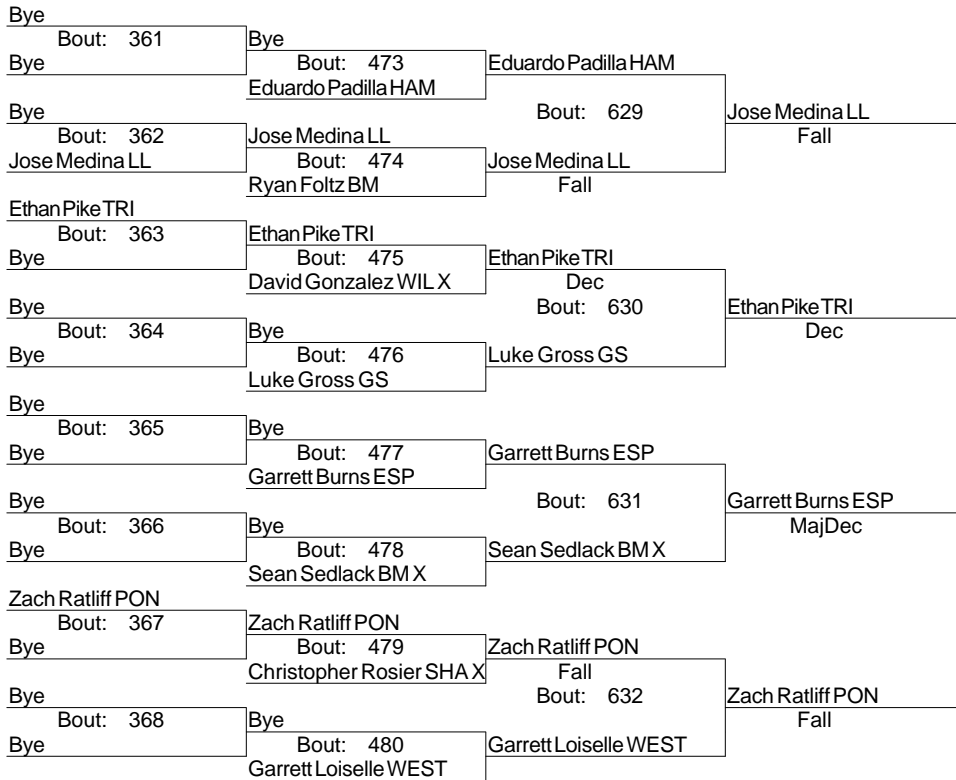 Bye
Bout: 361 Bye
Bye Bout: 473 Eduardo Padilla HAM
Eduardo Padilla HAM
Bye Bout: 629 Jose Medina LL
Bout: 362 Jose Medina LL Fall
Jose Medina LL Bout: 474 Jose Medina LL
Ryan Foltz BM Fall
Ethan Pike TRI
Bout: 363 Ethan Pike TRI
Bye Bout: 475 Ethan Pike TRI
David Gonzalez WIL X Dec
Bye Bout: 630 Ethan Pike TRI
Bout: 364 Bye Dec
Bye Bout: 476 Luke Gross GS
Luke Gross GS
Bye
Bout: 365 Bye
Bye Bout: 477 Garrett Burns ESP
Garrett Burns ESP
Bye Bout: 631 Garrett Burns ESP
Bout: 366 Bye MajDec
Bye Bout: 478 Sean Sedlack BM X
Sean Sedlack BM X
Zach Ratliff PON
Bout: 367 Zach Ratliff PON
Bye Bout: 479 Zach Ratliff PON
Christopher Rosier SHA X Fall
Bye Bout: 632 Zach Ratliff PON
Bout: 368 Bye Fall
Bye Bout: 480 Garrett Loiselle WEST
Garrett Loiselle WEST